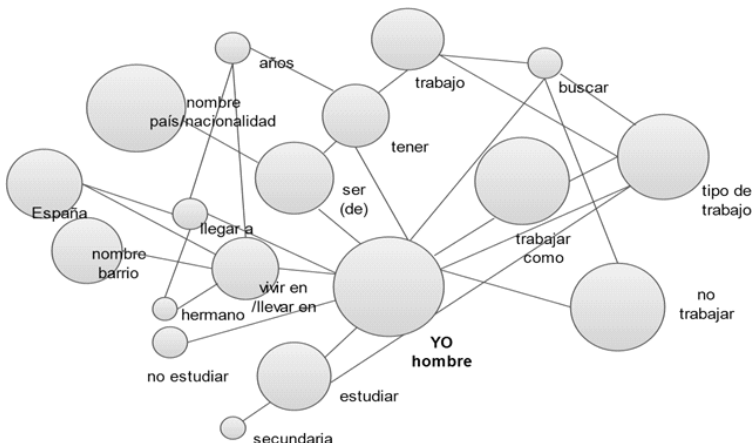 años
trabajo
buscar
nombre
país/nacionalidad
tener
ser
(de)
tipo de
trabajo
España
llegar a
trabajar
como
nombre
barrio
vivir en
/llevar en
hermano
no
trabajar
YO
hombre
no estudiar
estudiar
secundaria